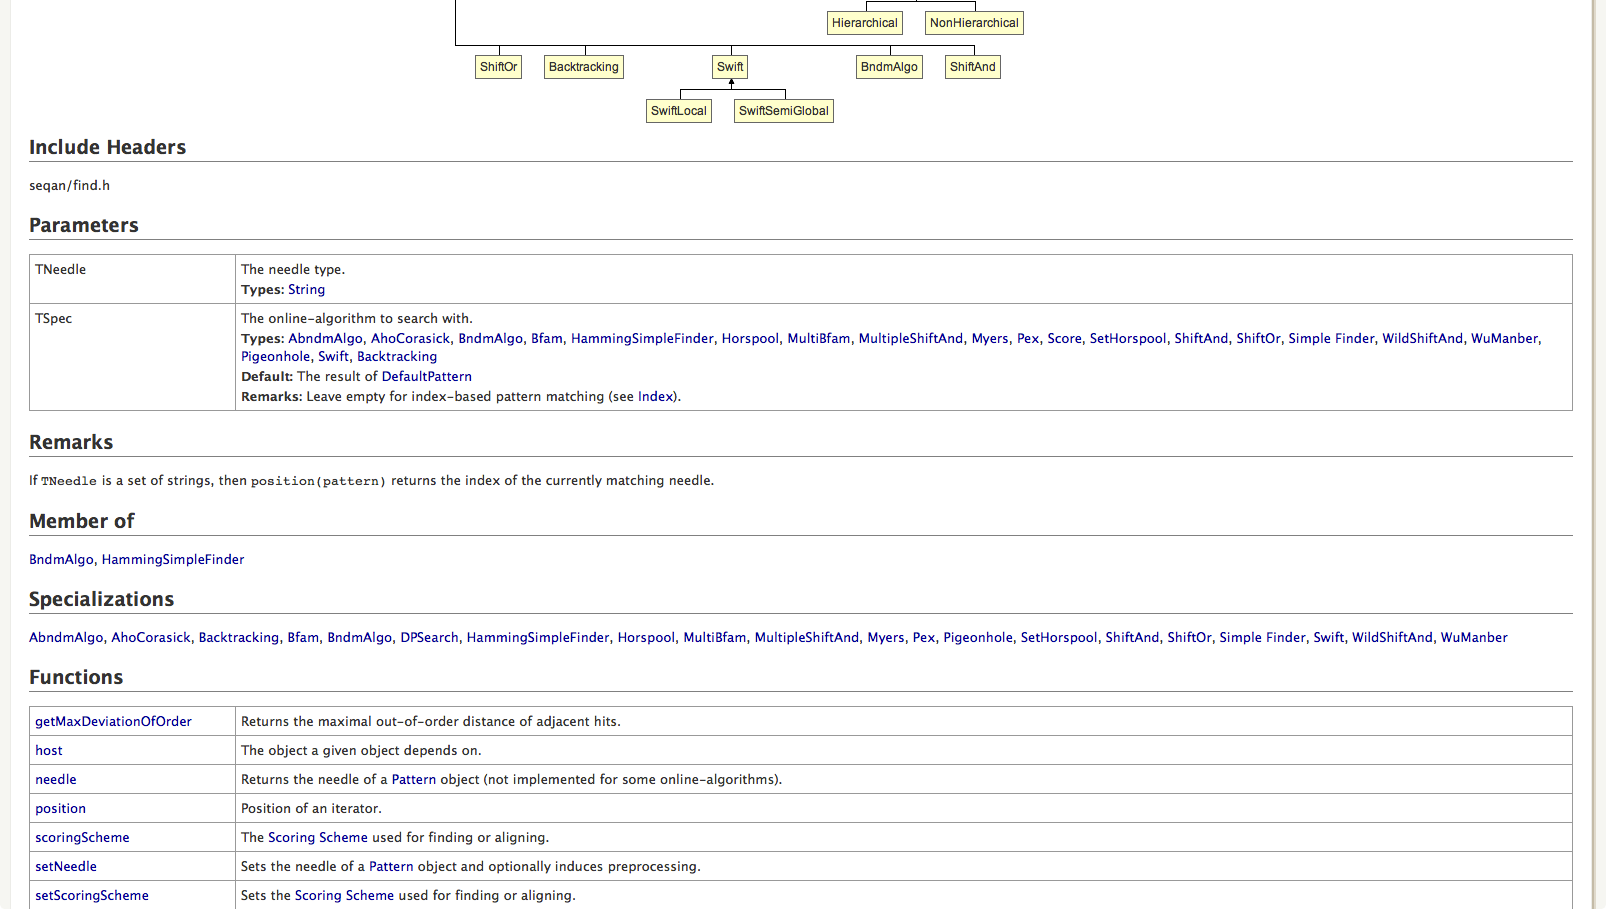 Hierarchical NonHierarchical
ShiftOr Backtracking Swift BndmAlgo ShiftAnd
SwiftLocal SwiftSemiGlobal
Include Headers
seqan/find.h
Parameters
TNeedle The needle type.
Types: String
TSpec The online-algorithm to search with.
Types: AbndmAlgo, AhoCorasick, BndmAlgo, Bfam, HammingSimpleFinder, Horspool, MultiBfam, MultipleShiftAnd, Myers, Pex, Score, SetHorspool, ShiftAnd, ShiftOr, Simple Finder, WildShiftAnd, WuManber,
Pigeonhole, Swift, Backtracking
Default: The result of DefaultPattern
Remarks: Leave empty for index-based pattern matching (see Index).
Remarks
If TNeedle is a set of strings, then position(pattern) returns the index of the currently matching needle.
Member of
BndmAlgo, HammingSimpleFinder
Specializations
AbndmAlgo, AhoCorasick, Backtracking, Bfam, BndmAlgo, DPSearch, HammingSimpleFinder, Horspool, MultiBfam, MultipleShiftAnd, Myers, Pex, Pigeonhole, SetHorspool, ShiftAnd, ShiftOr, Simple Finder, Swift, WildShiftAnd, WuManber
Functions
getMaxDeviationOfOrder Returns the maximal out-of-order distance of adjacent hits.
host The object a given object depends on.
needle Returns the needle of a Pattern object (not implemented for some online-algorithms).
position Position of an iterator.
scoringScheme The Scoring Scheme used for finding or aligning.
setNeedle Sets the needle of a Pattern object and optionally induces preprocessing.
setScoringScheme Sets the Scoring Scheme used for finding or aligning.